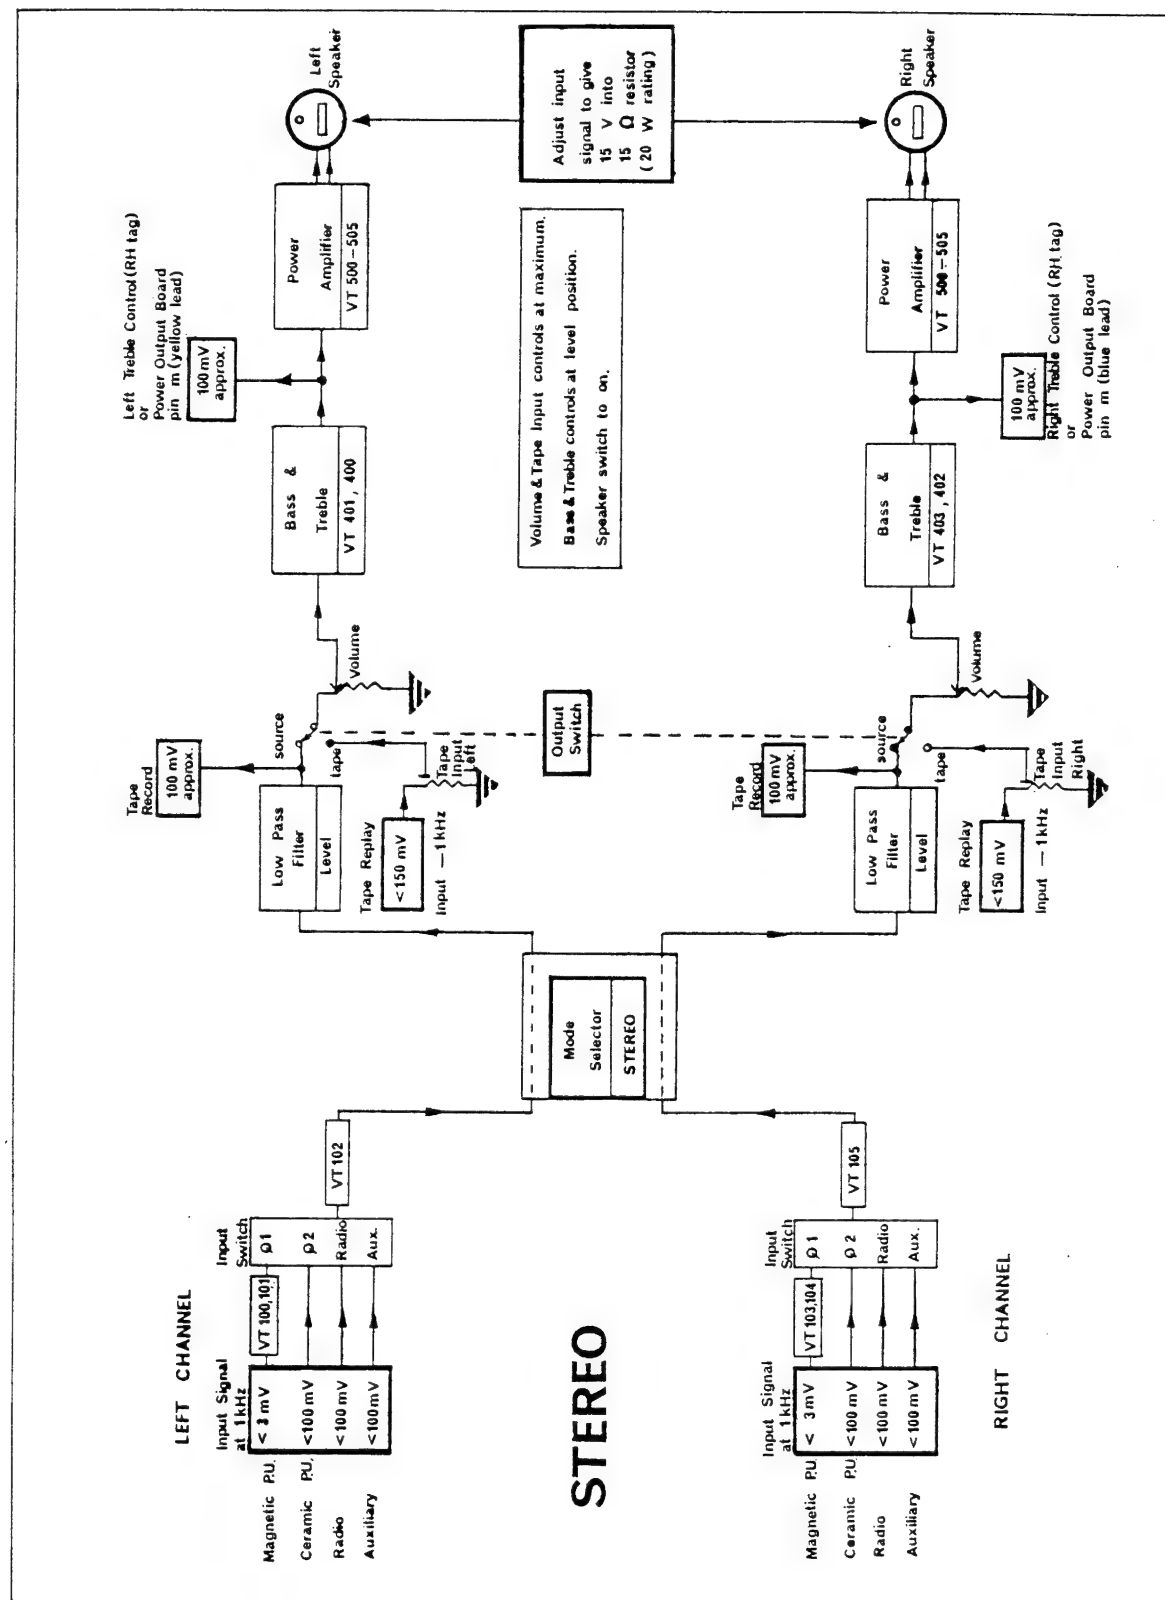 LEFT CHANNEL
Input Signal
at 1kHz
Magnetic P.U.
< 3 mV
Ceramic P.U.
<100 mV
Radio
<100 mV
Auxiliary
<100mV
VT 100,101
Input
Switch
Ø1
Ø2
Radio
Aux.
VT 102
Mode
Selector
STEREO
Low Pass
Filter
Level
Tape
Record
100 mV
approx.
source
tape
Tape Replay
<150 mV
Input — 1kHz
Tape
Input
Left
Volume
Bass &
Treble
VT 401, 400
Left Treble Control (RH tag)
or
Power Output Board
pin m (yellow lead)
100mV
approx.
Power
Amplifier
VT 500-505
Left
Speaker
Output
Switch
Volume & Tape Input controls at maximum.
Bass & Treble controls at level position.
Speaker switch to on.
Adjust input
signal to give
15 V into
15 Ω resistor
(20 W rating)
STEREO
Input Signal
at 1kHz
Magnetic P.U.
< 3mV
Ceramic P.U.
<100 mV
Radio
<100 mV
Auxiliary
<100 mV
VT103,104
Input
Switch
Ø1
Ø2
Radio
Aux.
VT 105
RIGHT CHANNEL
Low Pass
Filter
Level
Tape
Record
100 mV
approx.
source
tape
Tape Replay
<150 mV
Input — 1kHz
Tape
Input
Right
Volume
Bass &
Treble
VT 403, 402
100 mV
approx.
Right Treble Control (RH tag)
or
Power Output Board
pin m (blue lead)
Power
Amplifier
VT 500-505
Right
Speaker